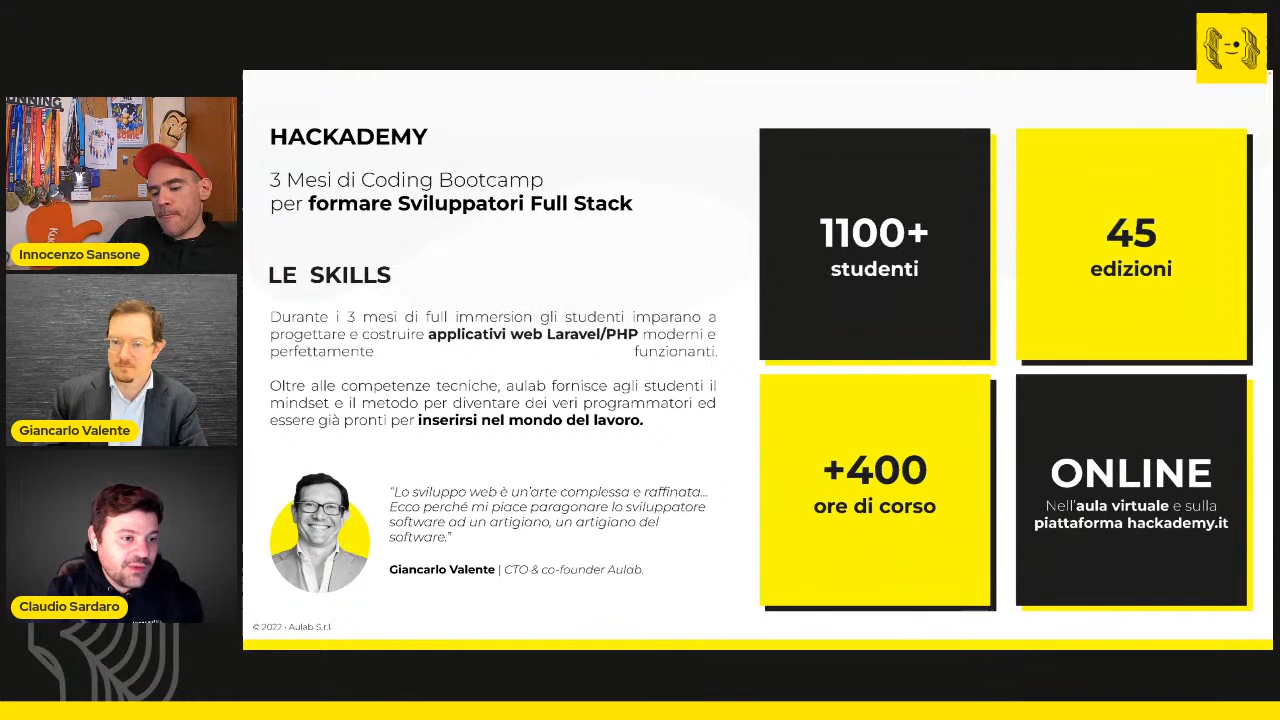 UNNING
SONIC
Innocenzo Sansone
Giancarlo Valente
Claudio Sardaro
HACKADEMY
3 Mesi di Coding Bootcamp
per formare Sviluppatori Full Stack
LE SKILLS
Durante i 3 mesi di full immersion gli studenti imparano a
progettare e costruire applicativi web Laravel/PHP moderni e
perfettamente funzionanti.
Oltre alle competenze tecniche, aulab fornisce agli studenti il
mindset e il metodo per diventare dei veri programmatori ed
essere già pronti per inserirsi nel mondo del lavoro.
“Lo sviluppo web è un’arte complessa e raffinata...
Ecco perché mi piace paragonare lo sviluppatore
software ad un artigiano, un artigiano del
software.”
Giancarlo Valente | CTO & co-founder Aulab.
© 2022 • Aulab S.r.l.
1100+
studenti
45
edizioni
+400
ore di corso
ONLINE
Nell’aula virtuale e sulla
piattaforma hackademy.it